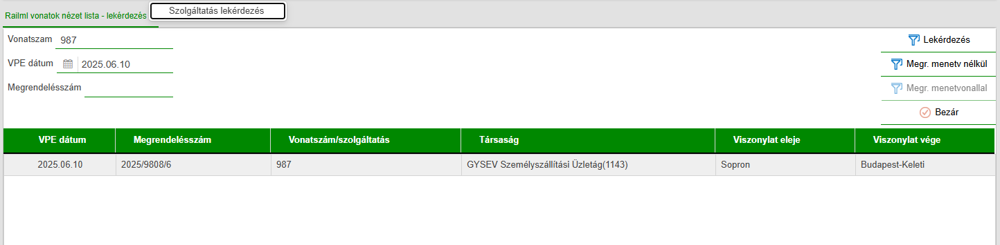 Railml vonatok nézet lista - lekérdezés
Szolgáltatás lekérdezés
Vonatszam 987
VPE dátum 2025.06.10
Megrendelésszám
Lekérdezés
Megr. menetv nélkül
Megr. menetvonallal
Bezár
VPE dátum Megrendelésszám Vonatszám/szolgáltatás Társaság Viszonylat eleje Viszonylat vége
2025.06.10 2025/9808/6 987 GYSEV Személyszállítási Üzletág(1143) Sopron Budapest-Keleti